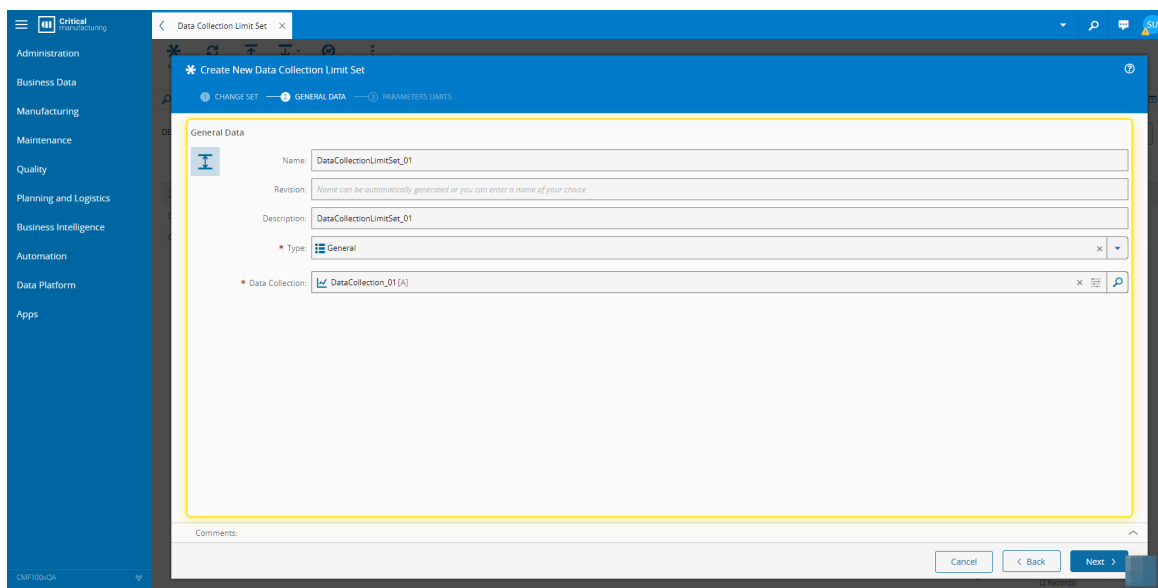 Critical
manufacturing
Data Collection Limit Set
SU
Administration
Business Data
Manufacturing
Maintenance
Quality
Planning and Logistics
Business Intelligence
Automation
Data Platform
Apps
CMF100xQA
Create New Data Collection Limit Set
1 CHANGE SET 2 GENERAL DATA 3 PARAMETERS LIMITS
General Data
Name: DataCollectionLimitSet_01
Revision: Name can be automatically generated or you can enter a name of your choice
Description: DataCollectionLimitSet_01
* Type: General
* Data Collection: DataCollection_01 [A]
Comments:
Cancel
Back
Next
(2 Records)